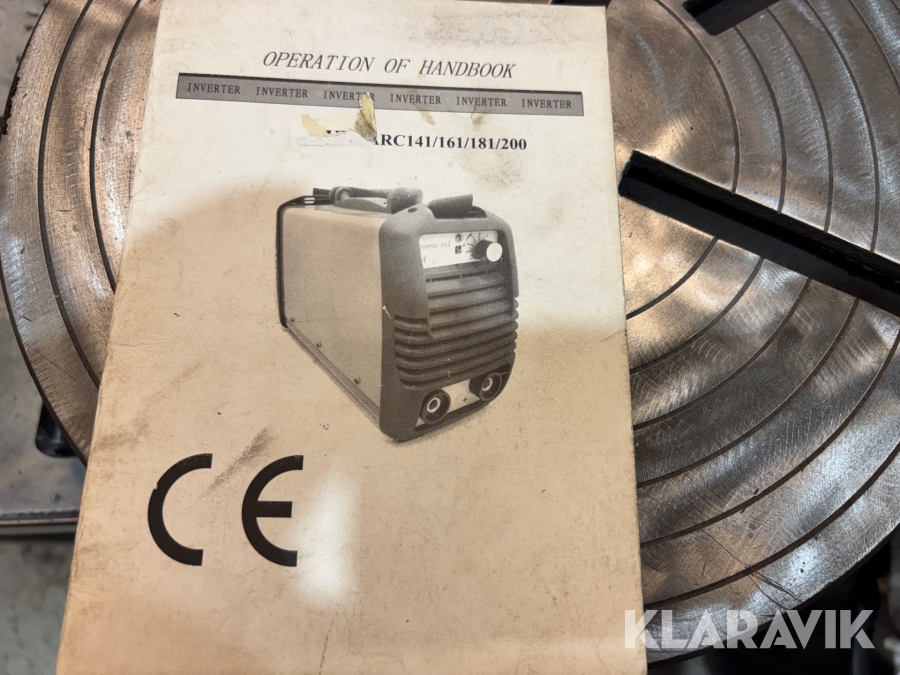 OPERATION OF HANDBOOK
INVERTER INVERTER INVERTER INVERTER INVERTER INVERTER
ARC141/161/181/200
CE
KLARAVIK